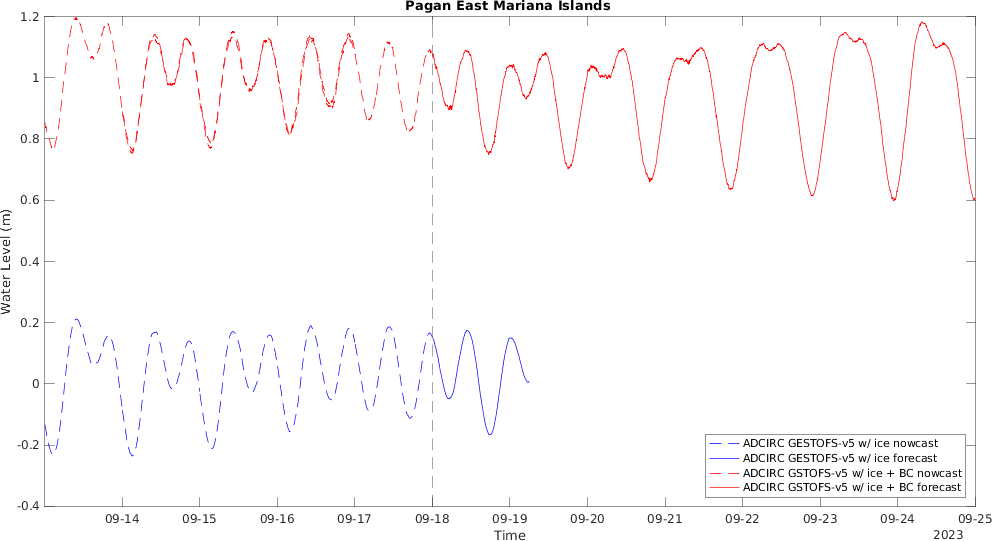 Pagan East Mariana Islands
Water Level (m)
1.2
1
0.8
0.6
0.4
0.2
0
-0.2
-0.4
ADCIRC GESTOFS-v5 w/ ice nowcast
ADCIRC GESTOFS-v5 w/ ice forecast
ADCIRC GSTOFS-v5 w/ ice + BC nowcast
ADCIRC GSTOFS-v5 w/ ice + BC forecast
09-14 09-15 09-16 09-17 09-18 09-19 09-20 09-21 09-22 09-23 09-24 09-25
Time
2023